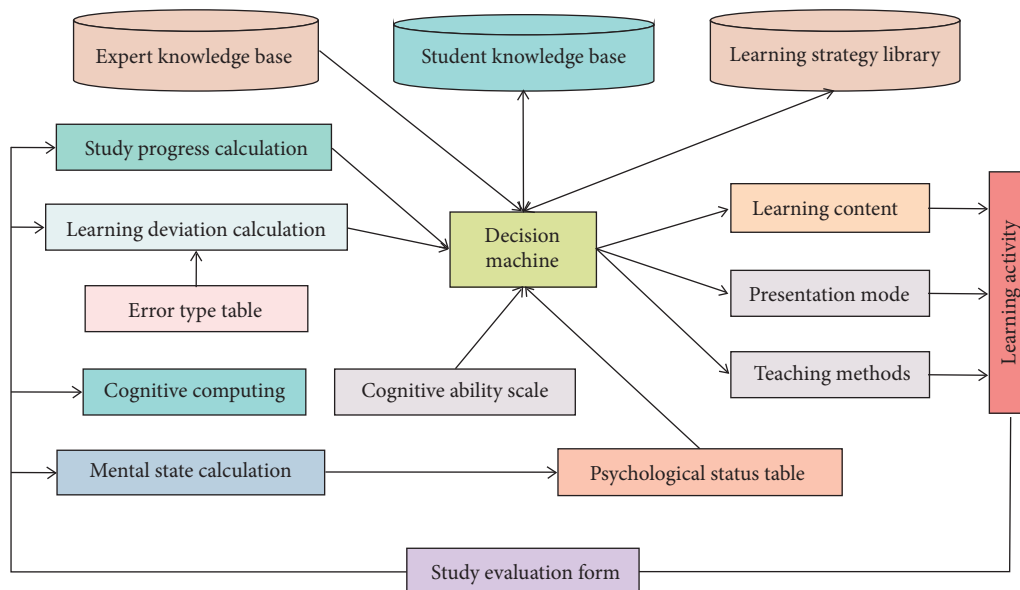 Expert knowledge base
Student knowledge base
Learning strategy library
Study progress calculation
Learning deviation calculation
Error type table
Cognitive computing
Mental state calculation
Decision
machine
Cognitive ability scale
Psychological status table
Learning content
Presentation mode
Teaching methods
Learning activity
Study evaluation form